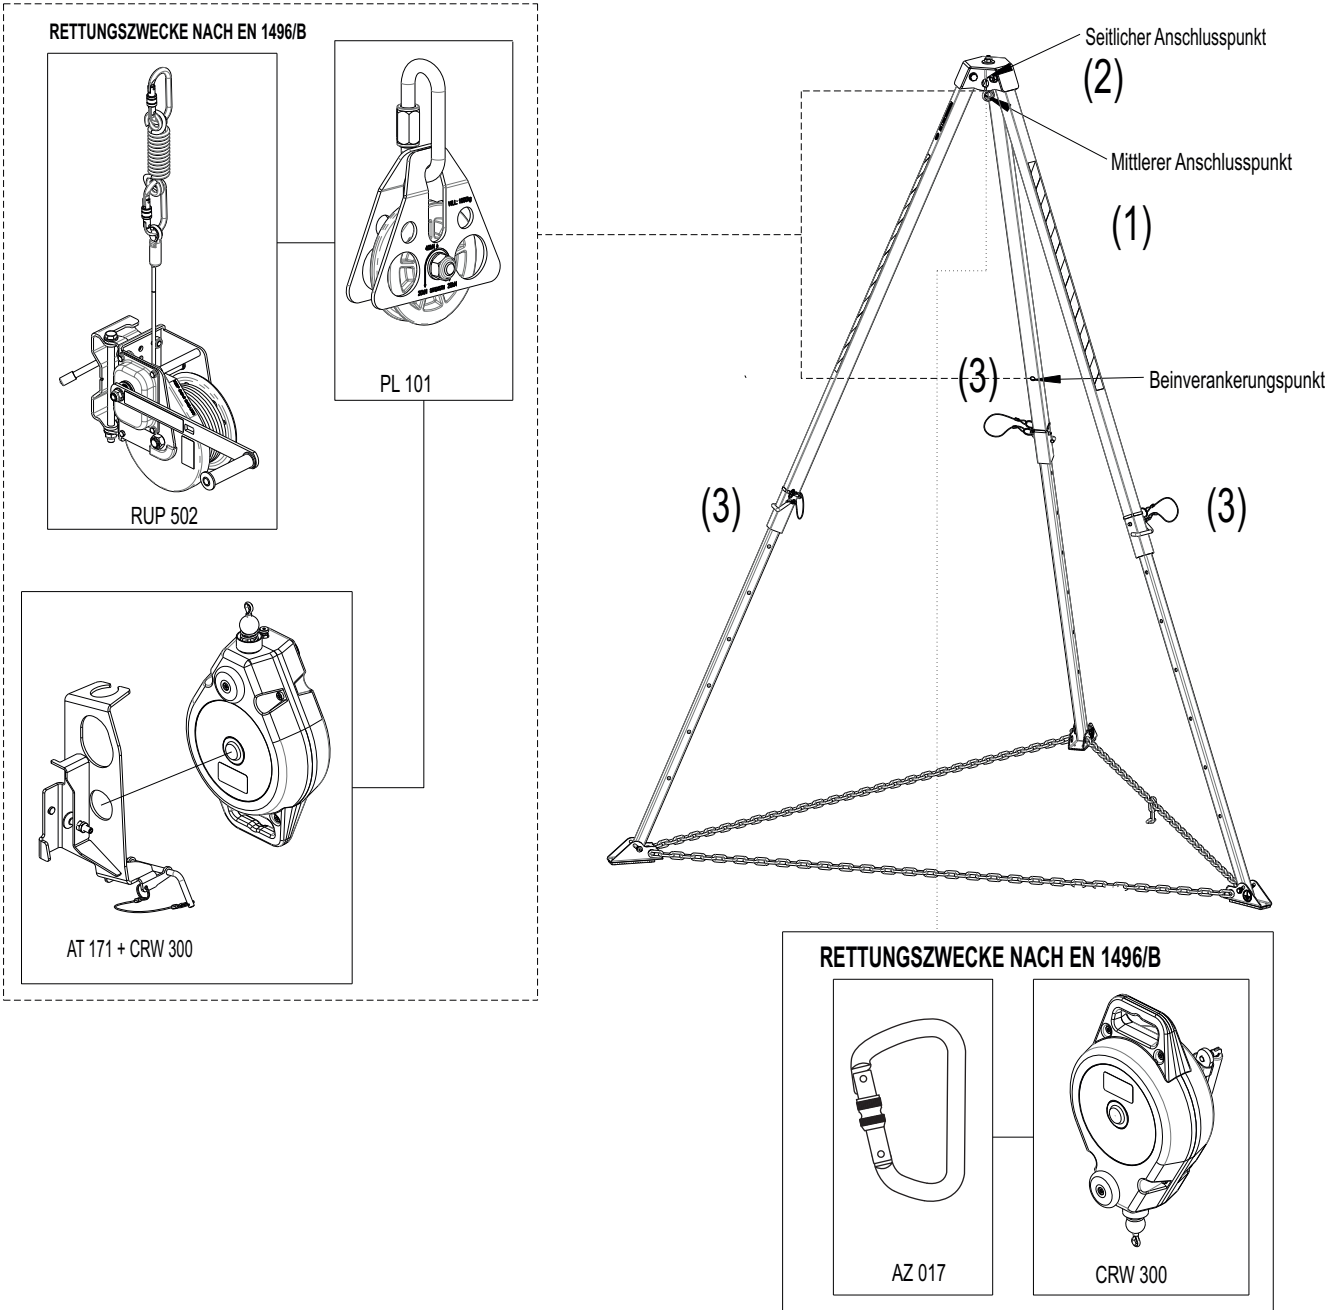 RETTUNGSZWECKE NACH EN 1496/B
RUP 502
PL 101
AT 171 + CRW 300
Seitlicher Anschlusspunkt
(2)
Mittlerer Anschlusspunkt
(1)
(3)
Beinverankerungspunkt
(3)
(3)
RETTUNGSZWECKE NACH EN 1496/B
AZ 017
CRW 300